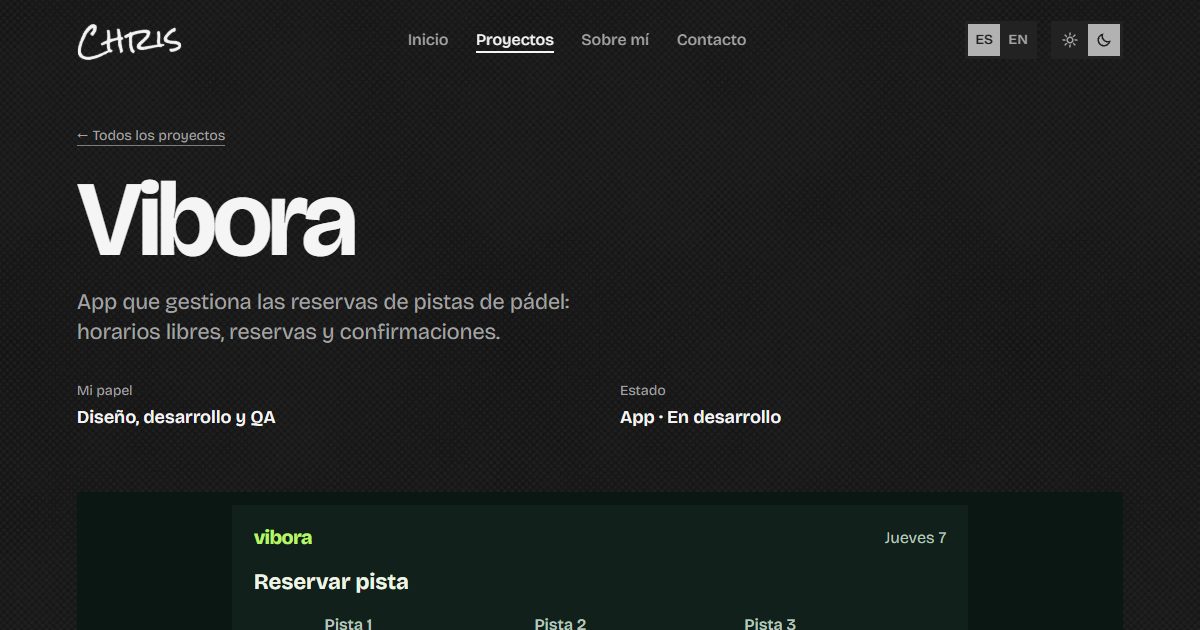 CHRIS
Inicio
Proyectos
Sobre mí
Contacto
ES
EN
← Todos los proyectos
Vibora
App que gestiona las reservas de pistas de pádel:
horarios libres, reservas y confirmaciones.
Mi papel
Diseño, desarrollo y QA
Estado
App · En desarrollo
vibora
Jueves 7
Reservar pista
Pista 1
Pista 2
Pista 3